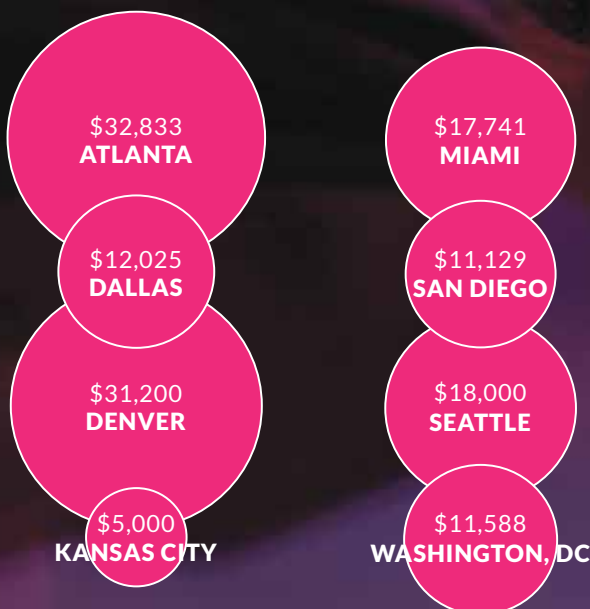 $32,833
ATLANTA
$12,025
DALLAS
$31,200
DENVER
$5,000
KANSAS CITY
$17,741
MIAMI
$11,129
SAN DIEGO
$18,000
SEATTLE
$11,588
WASHINGTON, DC